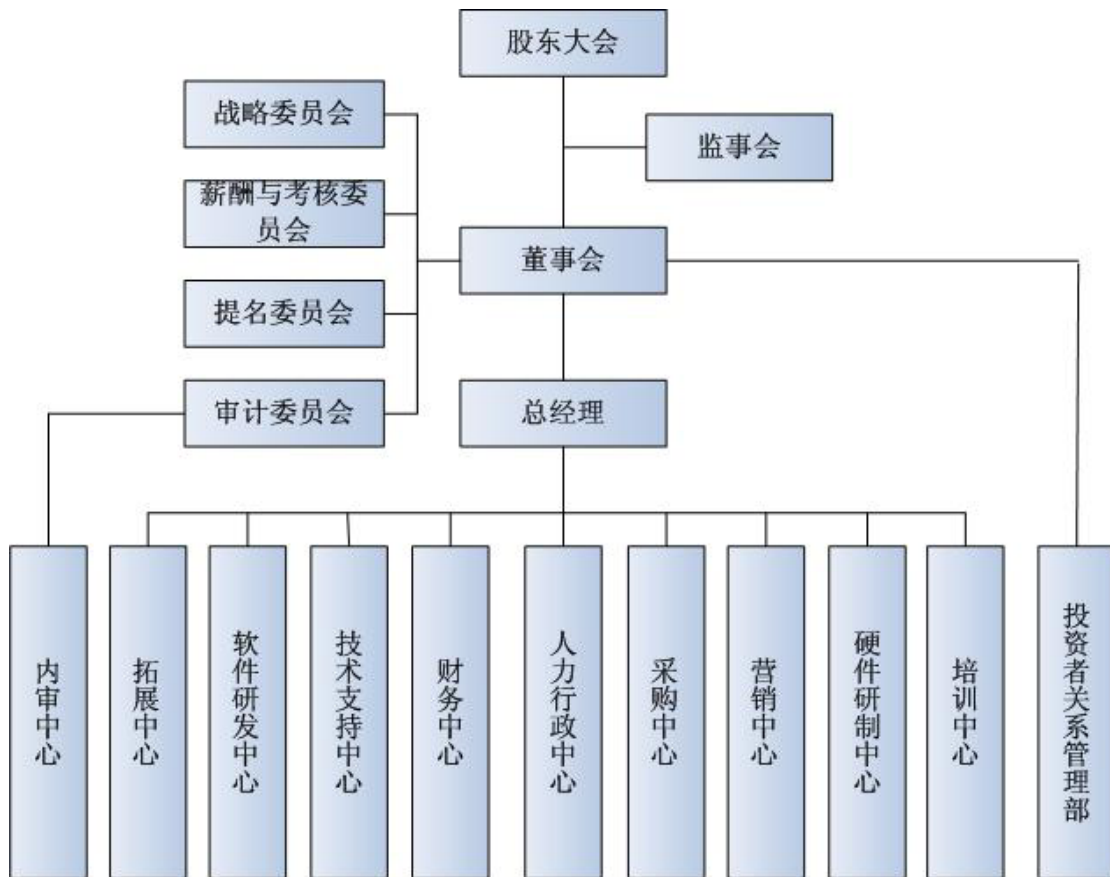 股东大会
战略委员会
监事会
薪酬与考核委
员会
董事会
提名委员会
审计委员会
总经理
内审中心
拓展中心
软件研发中心
技术支持中心
财务中心
人力行政中心
采购中心
营销中心
硬件研制中心
培训中心
投资者关系管理部